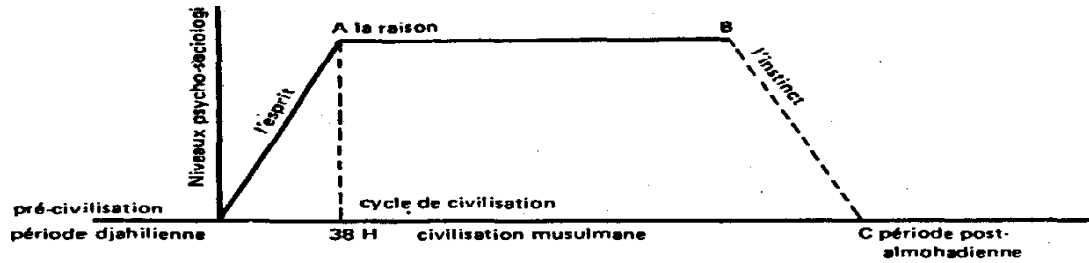 A la raison
B
Niveaux psycho-sociologi
l'esprit
l'instinct
pré-civilisation
cycle de civilisation
période djahilienne
38 H
civilisation musulmane
C période post-
almohadienne